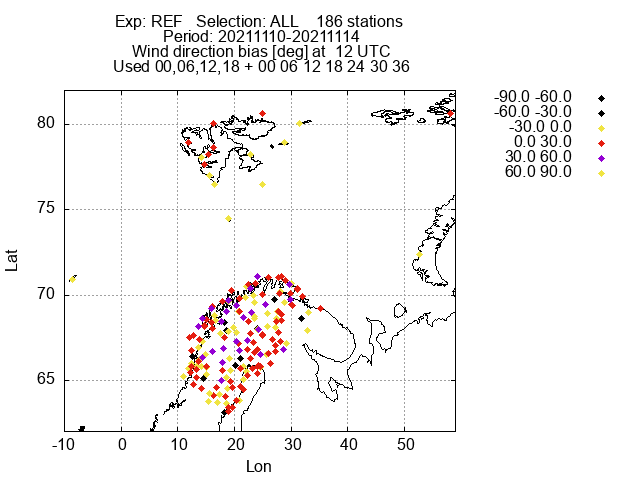 Exp: REF   Selection: ALL    186 stations
Period: 20211110-20211114
Wind direction bias [deg] at  12 UTC
Used 00,06,12,18 + 00 06 12 18 24 30 36
-90.0 -60.0
-60.0 -30.0
-30.0 0.0
0.0 30.0
30.0 60.0
60.0 90.0
80
75
70
65
Lat
-10 0 10 20 30 40 50
Lon